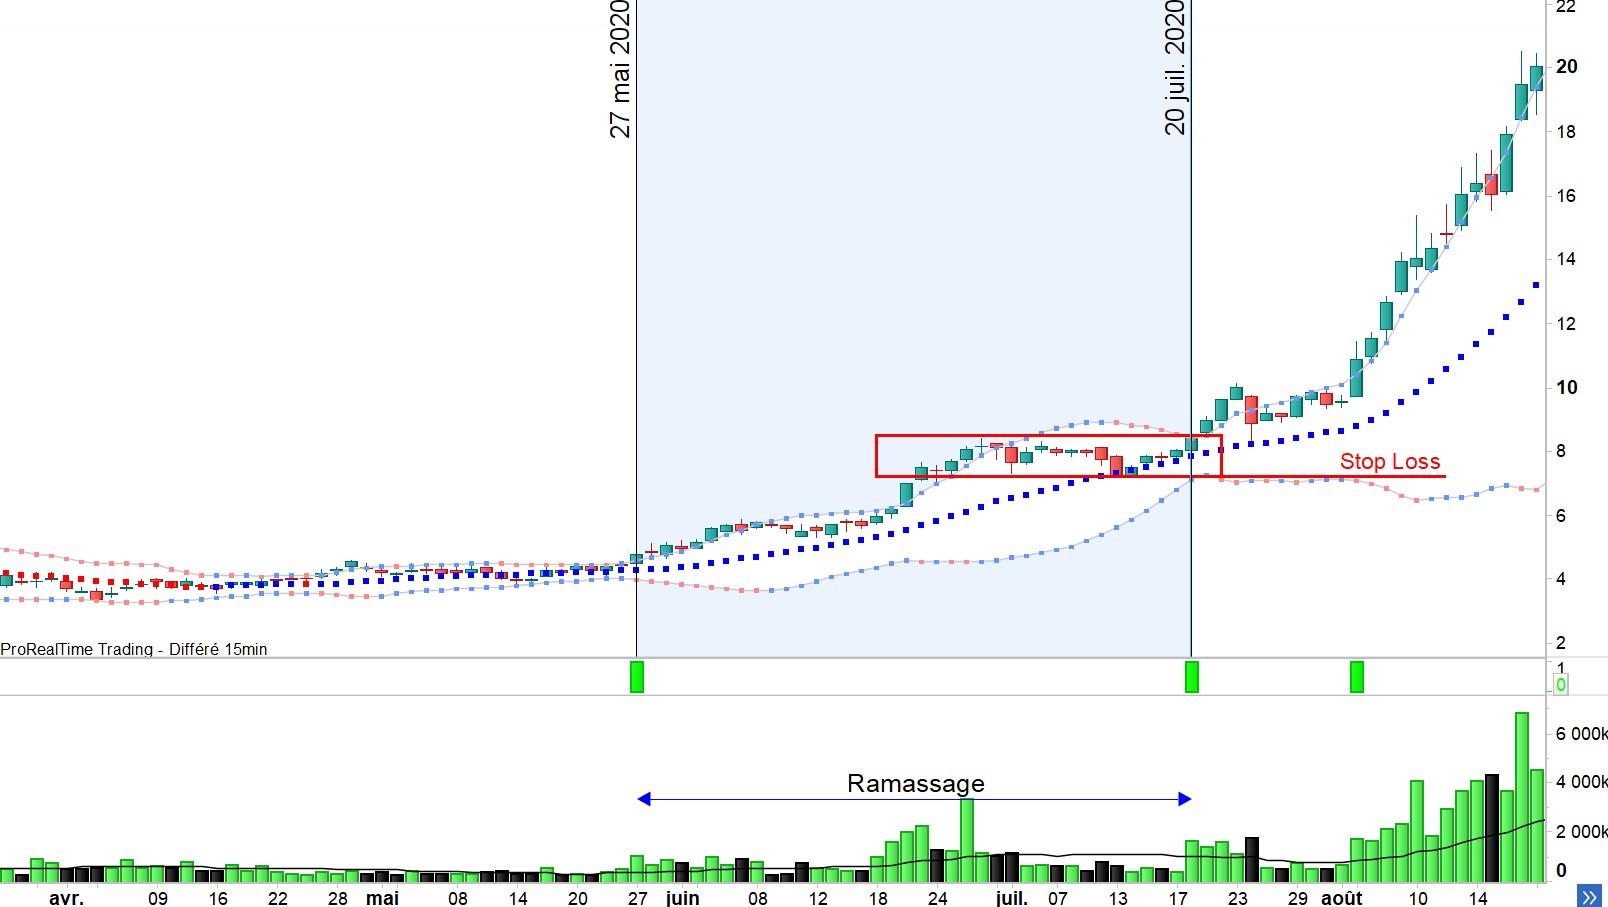 27 mai 2020
20 juil. 2020
22
20
18
16
14
12
10
8
6
4
2
Stop Loss
ProRealTime Trading - Différé 15min
1
0
Ramassage
6 000k
4 000k
2 000k
0
avr. 09 15 22 28 mai 08 14 20 27 juin 08 12 18 24 juil. 07 13 17 23 29 août 10 14